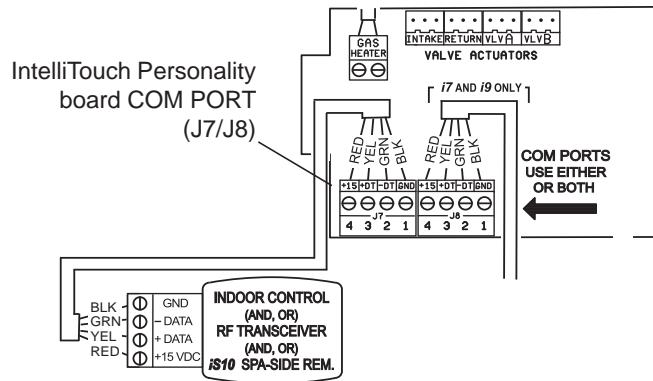 GAS
HEATER
INTAKE RETURN VLVA VLVB
VALVE ACTUATORS
IntelliTouch Personality
board COM PORT
(J7/J8)
i7 AND i9 ONLY
RED YEL GRN BLK
RED YEL GRN BLK
+15 +DT -DT GND
+15 +DT -DT GND
J7
J8
4 3 2 1
4 3 2 1
COM PORTS
USE EITHER
OR BOTH
BLK GND
GRN – DATA
YEL + DATA
RED +15 VDC
INDOOR CONTROL
(AND, OR)
RF TRANSCEIVER
(AND, OR)
iS10 SPA-SIDE REM.